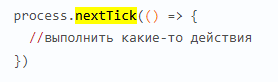 process.nextTick(() => {
  //выполнить какие-то действия
})